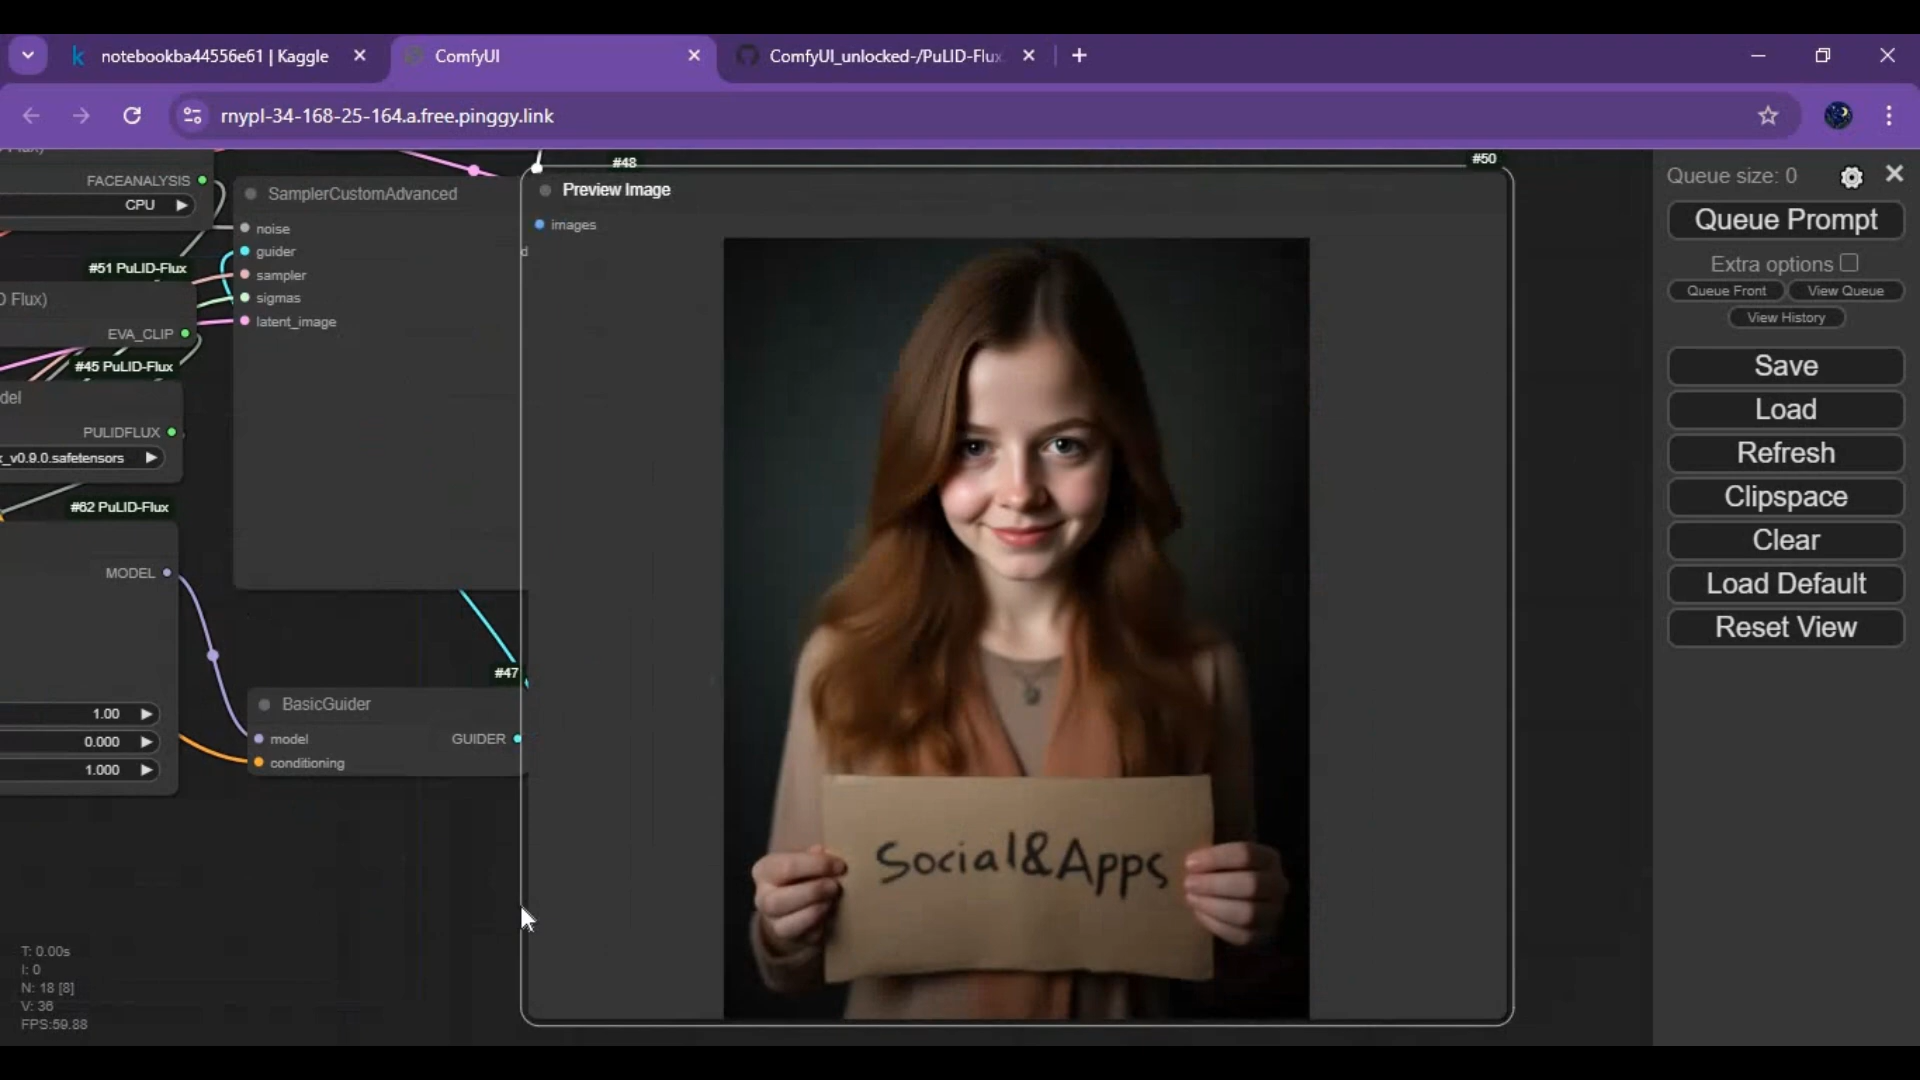 notebookba44556e61 | Kaggle
ComfyUI
ComfyUI_unlocked-/PuLID-Flux
rnypl-34-168-25-164.a.free.pinggy.link
#48
#50
FACEANALYSIS
CPU
SamplerCustomAdvanced
noise
guider
sampler
sigmas
latent_image
#51 PuLID-Flux
EVA_CLIP
#45 PuLID-Flux
PULIDFLUX
_v0.9.0.safetensors
#62 PuLID-Flux
MODEL
1.00
0.000
1.000
#47
BasicGuider
model
GUIDER
conditioning
Preview Image
images
Social&Apps
T: 0.00s
I: 0
N: 18 [8]
V: 36
FPS:59.88
Queue size: 0
Queue Prompt
Extra options
Queue Front
View Queue
View History
Save
Load
Refresh
Clipspace
Clear
Load Default
Reset View